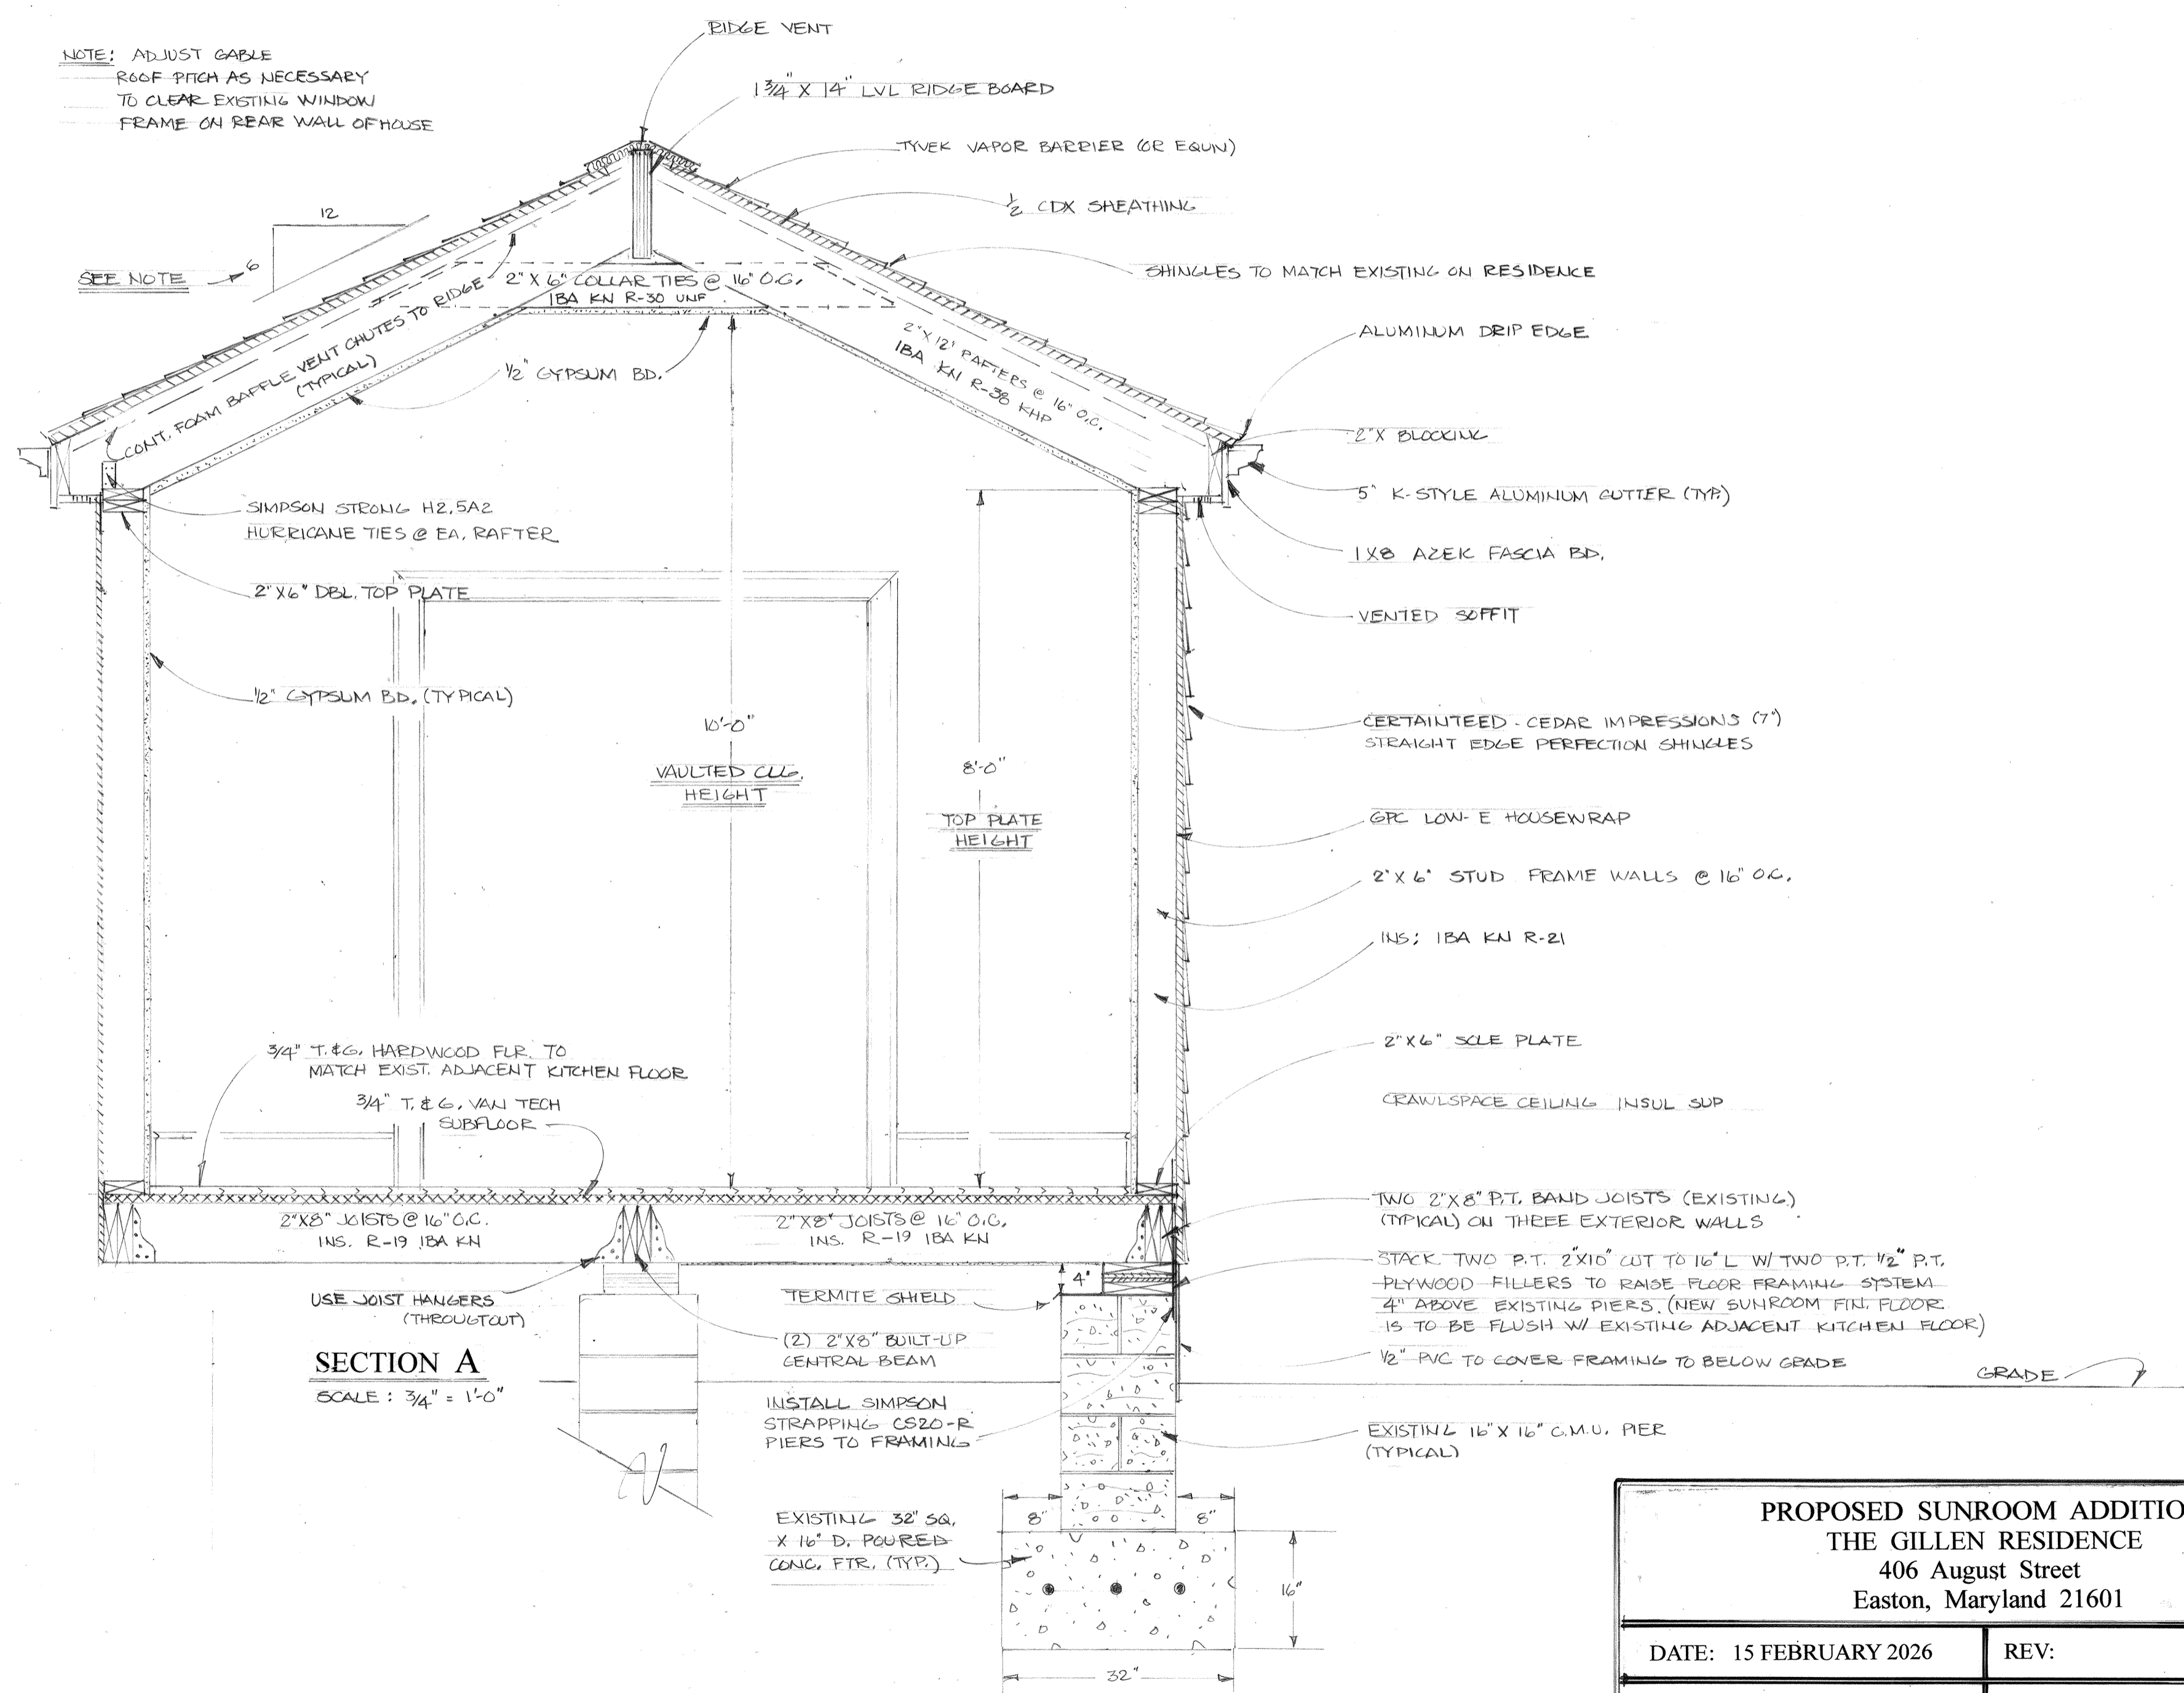 RIDGE VENT
NOTE: ADJUST GABLE
ROOF PITCH AS NECESSARY
TO CLEAR EXISTING WINDOW
FRAME ON REAR WALL OF HOUSE
1 3/4" X 14" LVL RIDGE BOARD
TYVEK VAPOR BARRIER (OR EQUIV)
1/2 CDX SHEATHING
12
6
SEE NOTE
SHINGLES TO MATCH EXISTING ON RESIDENCE
2" X 6" COLLAR TIES @ 16" O.C.
IBA KN R-30 UNF
ALUMINUM DRIP EDGE
CONT. FOAM BAFFLE VENT CHUTES TO RIDGE
(TYPICAL)
1/2" GYPSUM BD.
2" X 12" RAFTERS @ 16" O.C.
IBA KN R-38 KHP
2" X BLOCKING
5" K-STYLE ALUMINUM GUTTER (TYP.)
SIMPSON STRONG H2.5A2
HURRICANE TIES @ EA. RAFTER
1X8 AZEK FASCIA BD.
2" X6" DBL. TOP PLATE
VENTED SOFFIT
1/2" GYPSUM BD. (TYPICAL)
10'-0"
VAULTED CLG.
HEIGHT
8'-0"
TOP PLATE
HEIGHT
CERTAINTEED - CEDAR IMPRESSIONS (7")
STRAIGHT EDGE PERFECTION SHINGLES
GPC LOW-E HOUSEWRAP
2" X 6" STUD FRAME WALLS @ 16" O.C.
INS: IBA KN R-21
2" X 6" SOLE PLATE
3/4" T. & G. HARDWOOD FLR. TO
MATCH EXIST. ADJACENT KITCHEN FLOOR
3/4" T. & G. VAN TECH
SUBFLOOR
CRAWLSPACE CEILING INSUL SUP
2"X8" JOISTS @ 16" O.C.
INS. R-19 IBA KN
2"X8" JOISTS @ 16" O.C.
INS. R-19 IBA KN
TWO 2"X8" P.T. BAND JOISTS (EXISTING)
(TYPICAL) ON THREE EXTERIOR WALLS
STACK TWO P.T. 2"X10" CUT TO 16" L W/ TWO P.T. 1/2" P.T.
PLYWOOD FILLERS TO RAISE FLOOR FRAMING SYSTEM
4" ABOVE EXISTING PIERS. (NEW SUNROOM FIN. FLOOR
IS TO BE FLUSH W/ EXISTING ADJACENT KITCHEN FLOOR)
4"
USE JOIST HANGERS
(THROUGTOUT)
TERMITE SHIELD
(2) 2"X8" BUILT-UP
CENTRAL BEAM
1/2" PVC TO COVER FRAMING TO BELOW GRADE
GRADE
SECTION A
SCALE: 3/4" = 1'-0"
INSTALL SIMPSON
STRAPPING CS20-R
PIERS TO FRAMING
EXISTING 16" X 16" C.M.U. PIER
(TYPICAL)
EXISTING 32" SQ.
X 16" D. POURED
CONC. FTR. (TYP.)
8"
8"
16"
32"
PROPOSED SUNROOM ADDITIO
THE GILLEN RESIDENCE
406 August Street
Easton, Maryland 21601
DATE: 15 FEBRUARY 2026
REV: